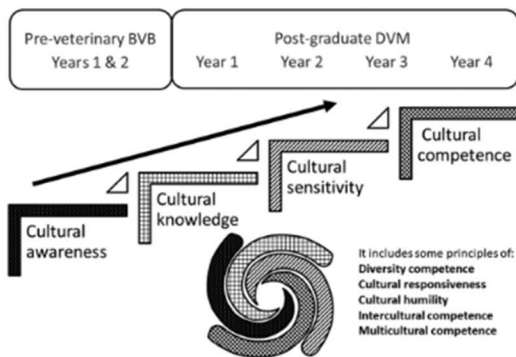 Pre-veterinary BVB
Years 1 & 2
Post-graduate DVM
Year 1 Year 2 Year 3 Year 4
Cultural
awareness
Cultural
knowledge
Cultural
sensitivity
Cultural
competence
It includes some principles of:
Diversity competence
Cultural responsiveness
Cultural humility
Intercultural competence
Multicultural competence